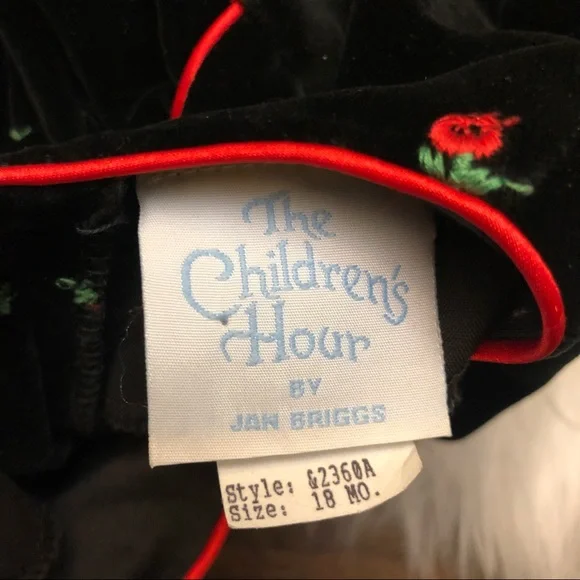 The
Children's
Hour
BY
JAN BRIGGS
Style: &2360A
Size: 18 MO.